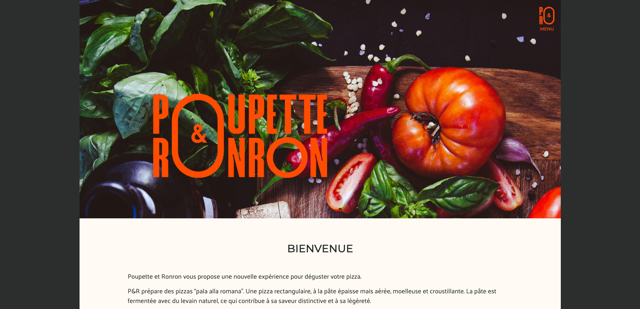 P&R
MENU
POUPETTE
& RONRON
BIENVENUE
Poupette et Ronron vous propose une nouvelle expérience pour déguster votre pizza.
P&R prépare des pizzas "pala alla romana". Une pizza rectangulaire, à la pâte épaisse mais aérée, moelleuse et croustillante. La pâte est
fermentée avec du levain naturel, ce qui contribue à sa saveur distinctive et à sa légéreté.